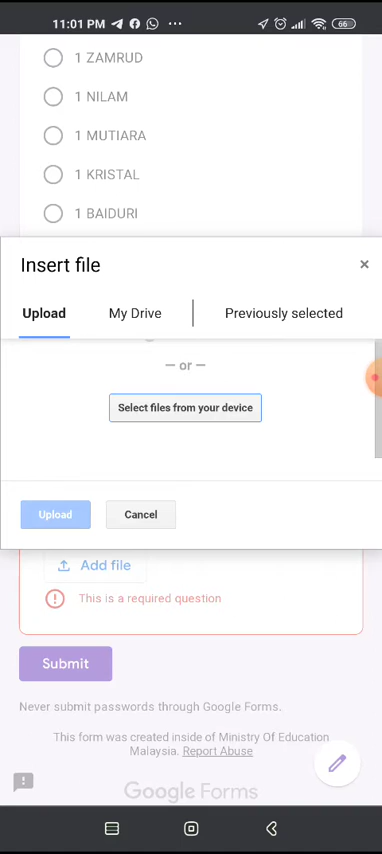 11:01 PM
66
1 ZAMRUD
1 NILAM
1 MUTIARA
1 KRISTAL
1 BAIDURI
Insert file
×
Upload My Drive Previously selected
— or —
Select files from your device
Upload Cancel
Add file
This is a required question
Submit
Never submit passwords through Google Forms.
This form was created inside of Ministry Of Education
Malaysia. Report Abuse
Google Forms